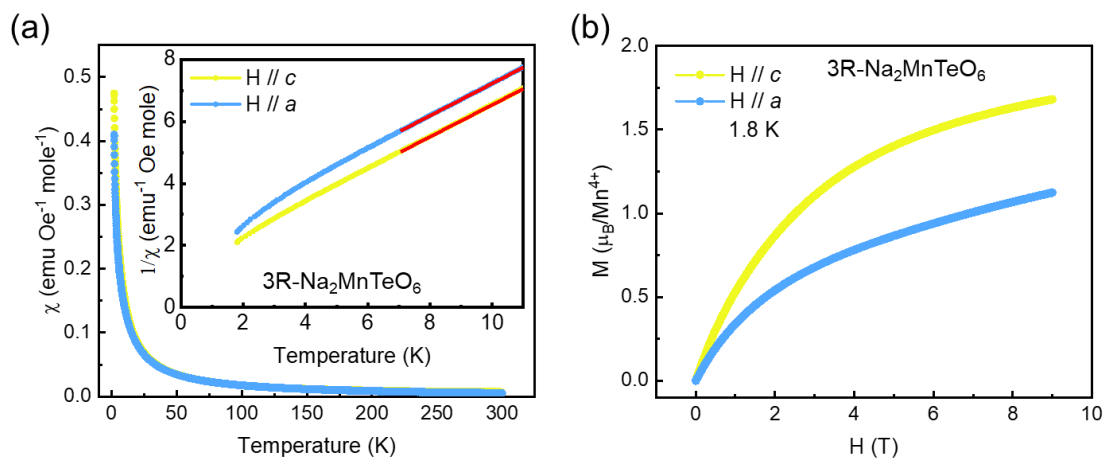 (a)
χ (emu Oe⁻¹ mole⁻¹)
0.5
0.4
0.3
0.2
0.1
0.0
0 50 100 150 200 250 300
Temperature (K)
1/χ (emu⁻¹ Oe mole)
8
6
4
2
0
H // c
H // a
3R-Na₂MnTeO₆
0 2 4 6 8 10
Temperature (K)
(b)
M (μB/Mn⁴⁺)
2.0
1.5
1.0
0.5
0.0
H // c
H // a
1.8 K
3R-Na₂MnTeO₆
0 2 4 6 8 10
H (T)